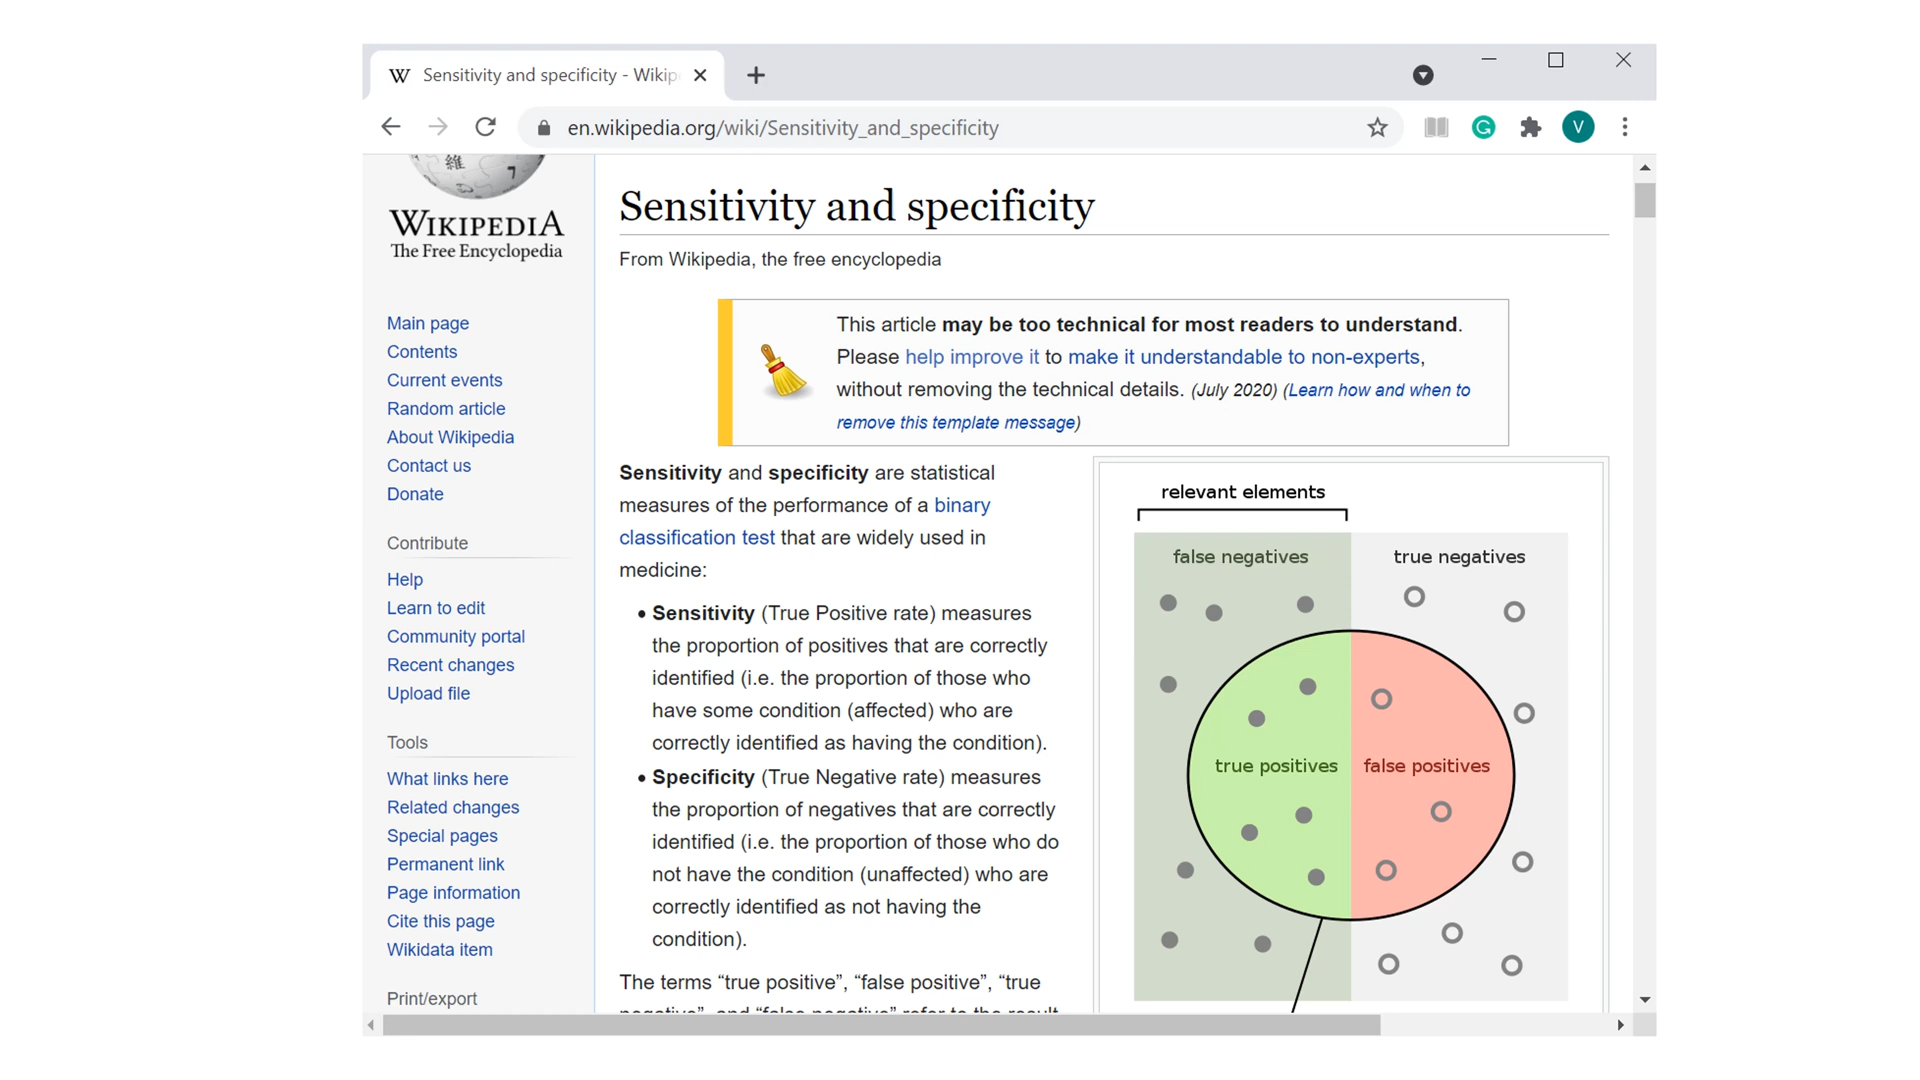 Sensitivity and specificity - Wikip
en.wikipedia.org/wiki/Sensitivity_and_specificity
V
維
7
WIKIPEDIA
The Free Encyclopedia
Main page
Contents
Current events
Random article
About Wikipedia
Contact us
Donate
Contribute
Help
Learn to edit
Community portal
Recent changes
Upload file
Tools
What links here
Related changes
Special pages
Permanent link
Page information
Cite this page
Wikidata item
Print/export
Sensitivity and specificity
From Wikipedia, the free encyclopedia
This article may be too technical for most readers to understand.
Please help improve it to make it understandable to non-experts,
without removing the technical details. (July 2020) (Learn how and when to
remove this template message)
Sensitivity and specificity are statistical
measures of the performance of a binary
classification test that are widely used in
medicine:
• Sensitivity (True Positive rate) measures
the proportion of positives that are correctly
identified (i.e. the proportion of those who
have some condition (affected) who are
correctly identified as having the condition).
• Specificity (True Negative rate) measures
the proportion of negatives that are correctly
identified (i.e. the proportion of those who do
not have the condition (unaffected) who are
correctly identified as not having the
condition).
The terms “true positive”, “false positive”, “true
negative”, and “false negative” refer to the result
relevant elements
false negatives
true negatives
true positives
false positives